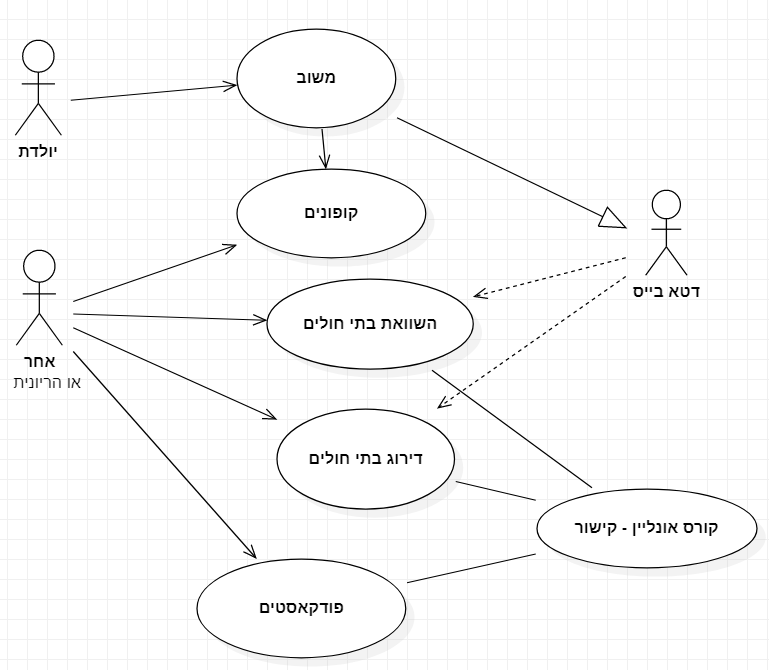 משוב
יולדת
קופונים
דטא בייס
השוואת בתי חולים
אחר
או הריונית
דירוג בתי חולים
קורס אונליין - קישור
פודקאסטים